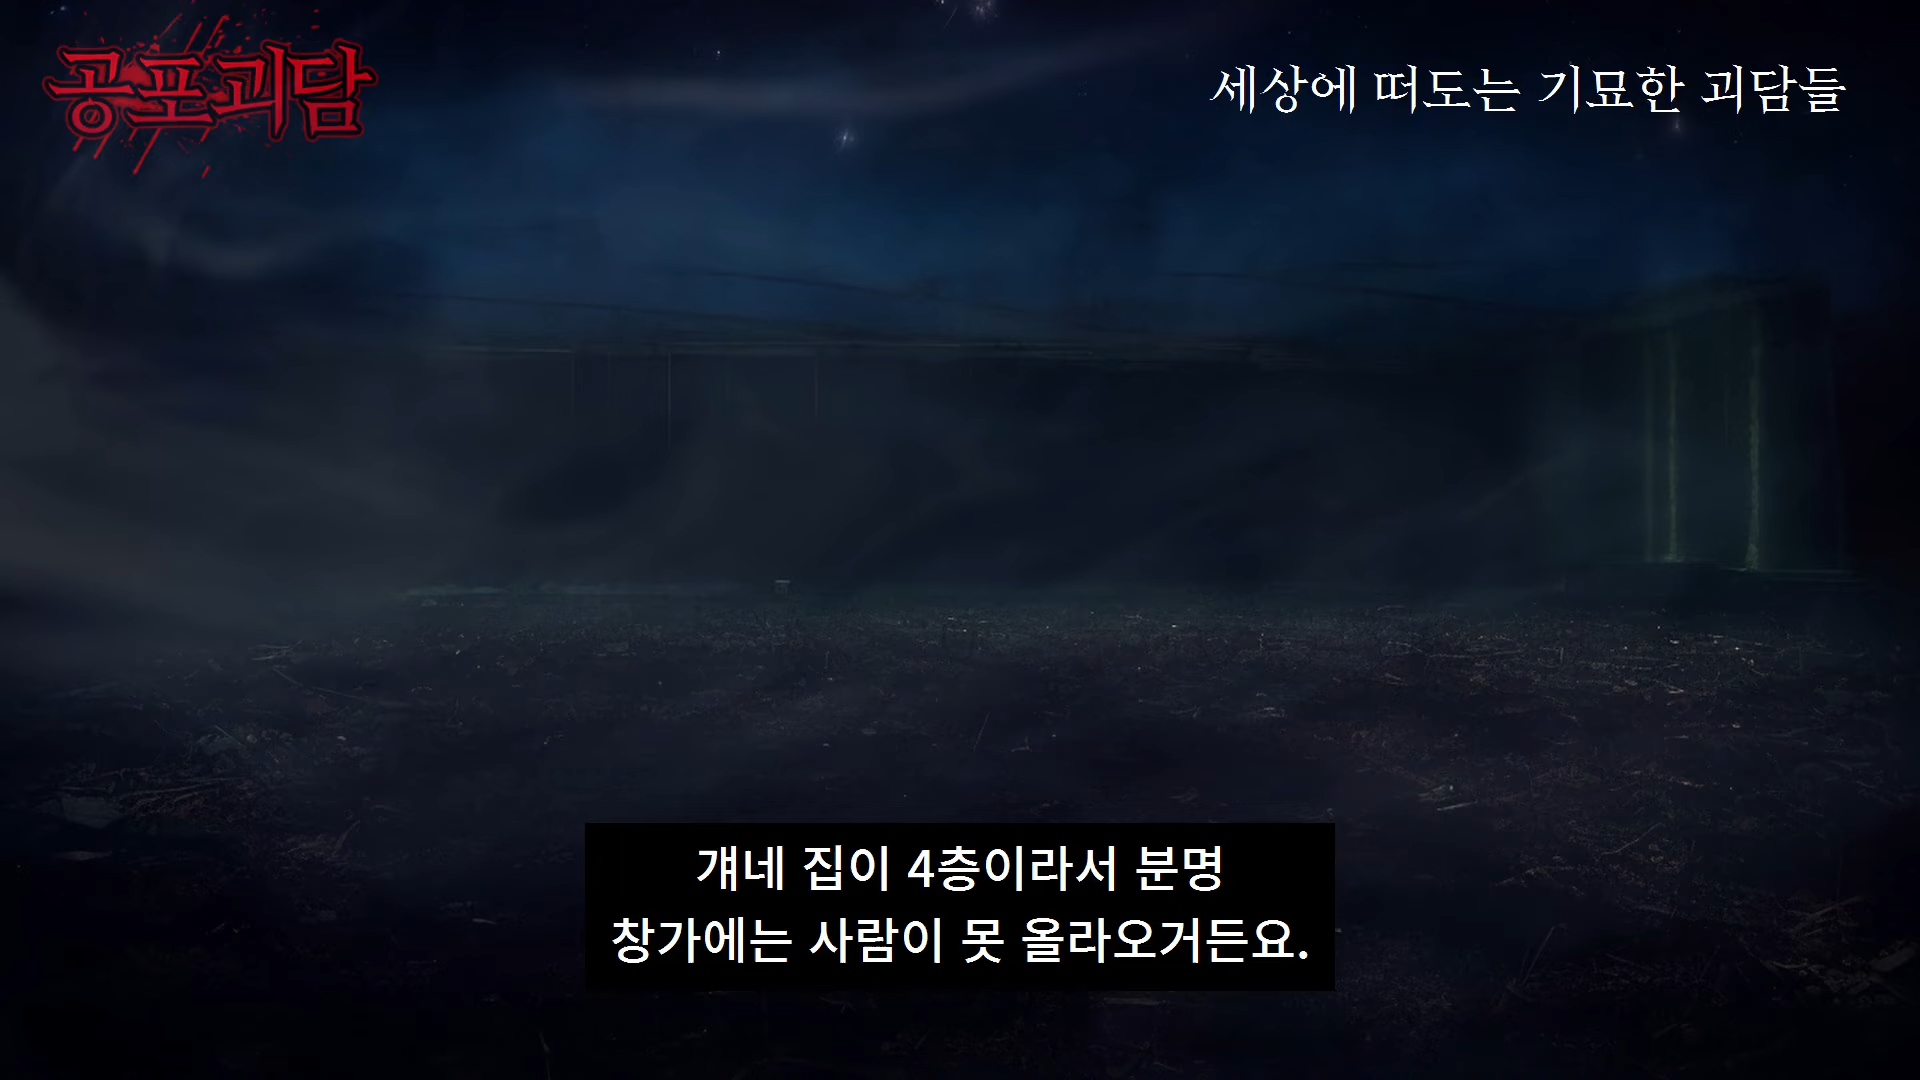 공포괴담
세상에 떠도는 기묘한 괴담들
걔네 집이 4층이라서 분명
창가에는 사람이 못 올라오거든요.